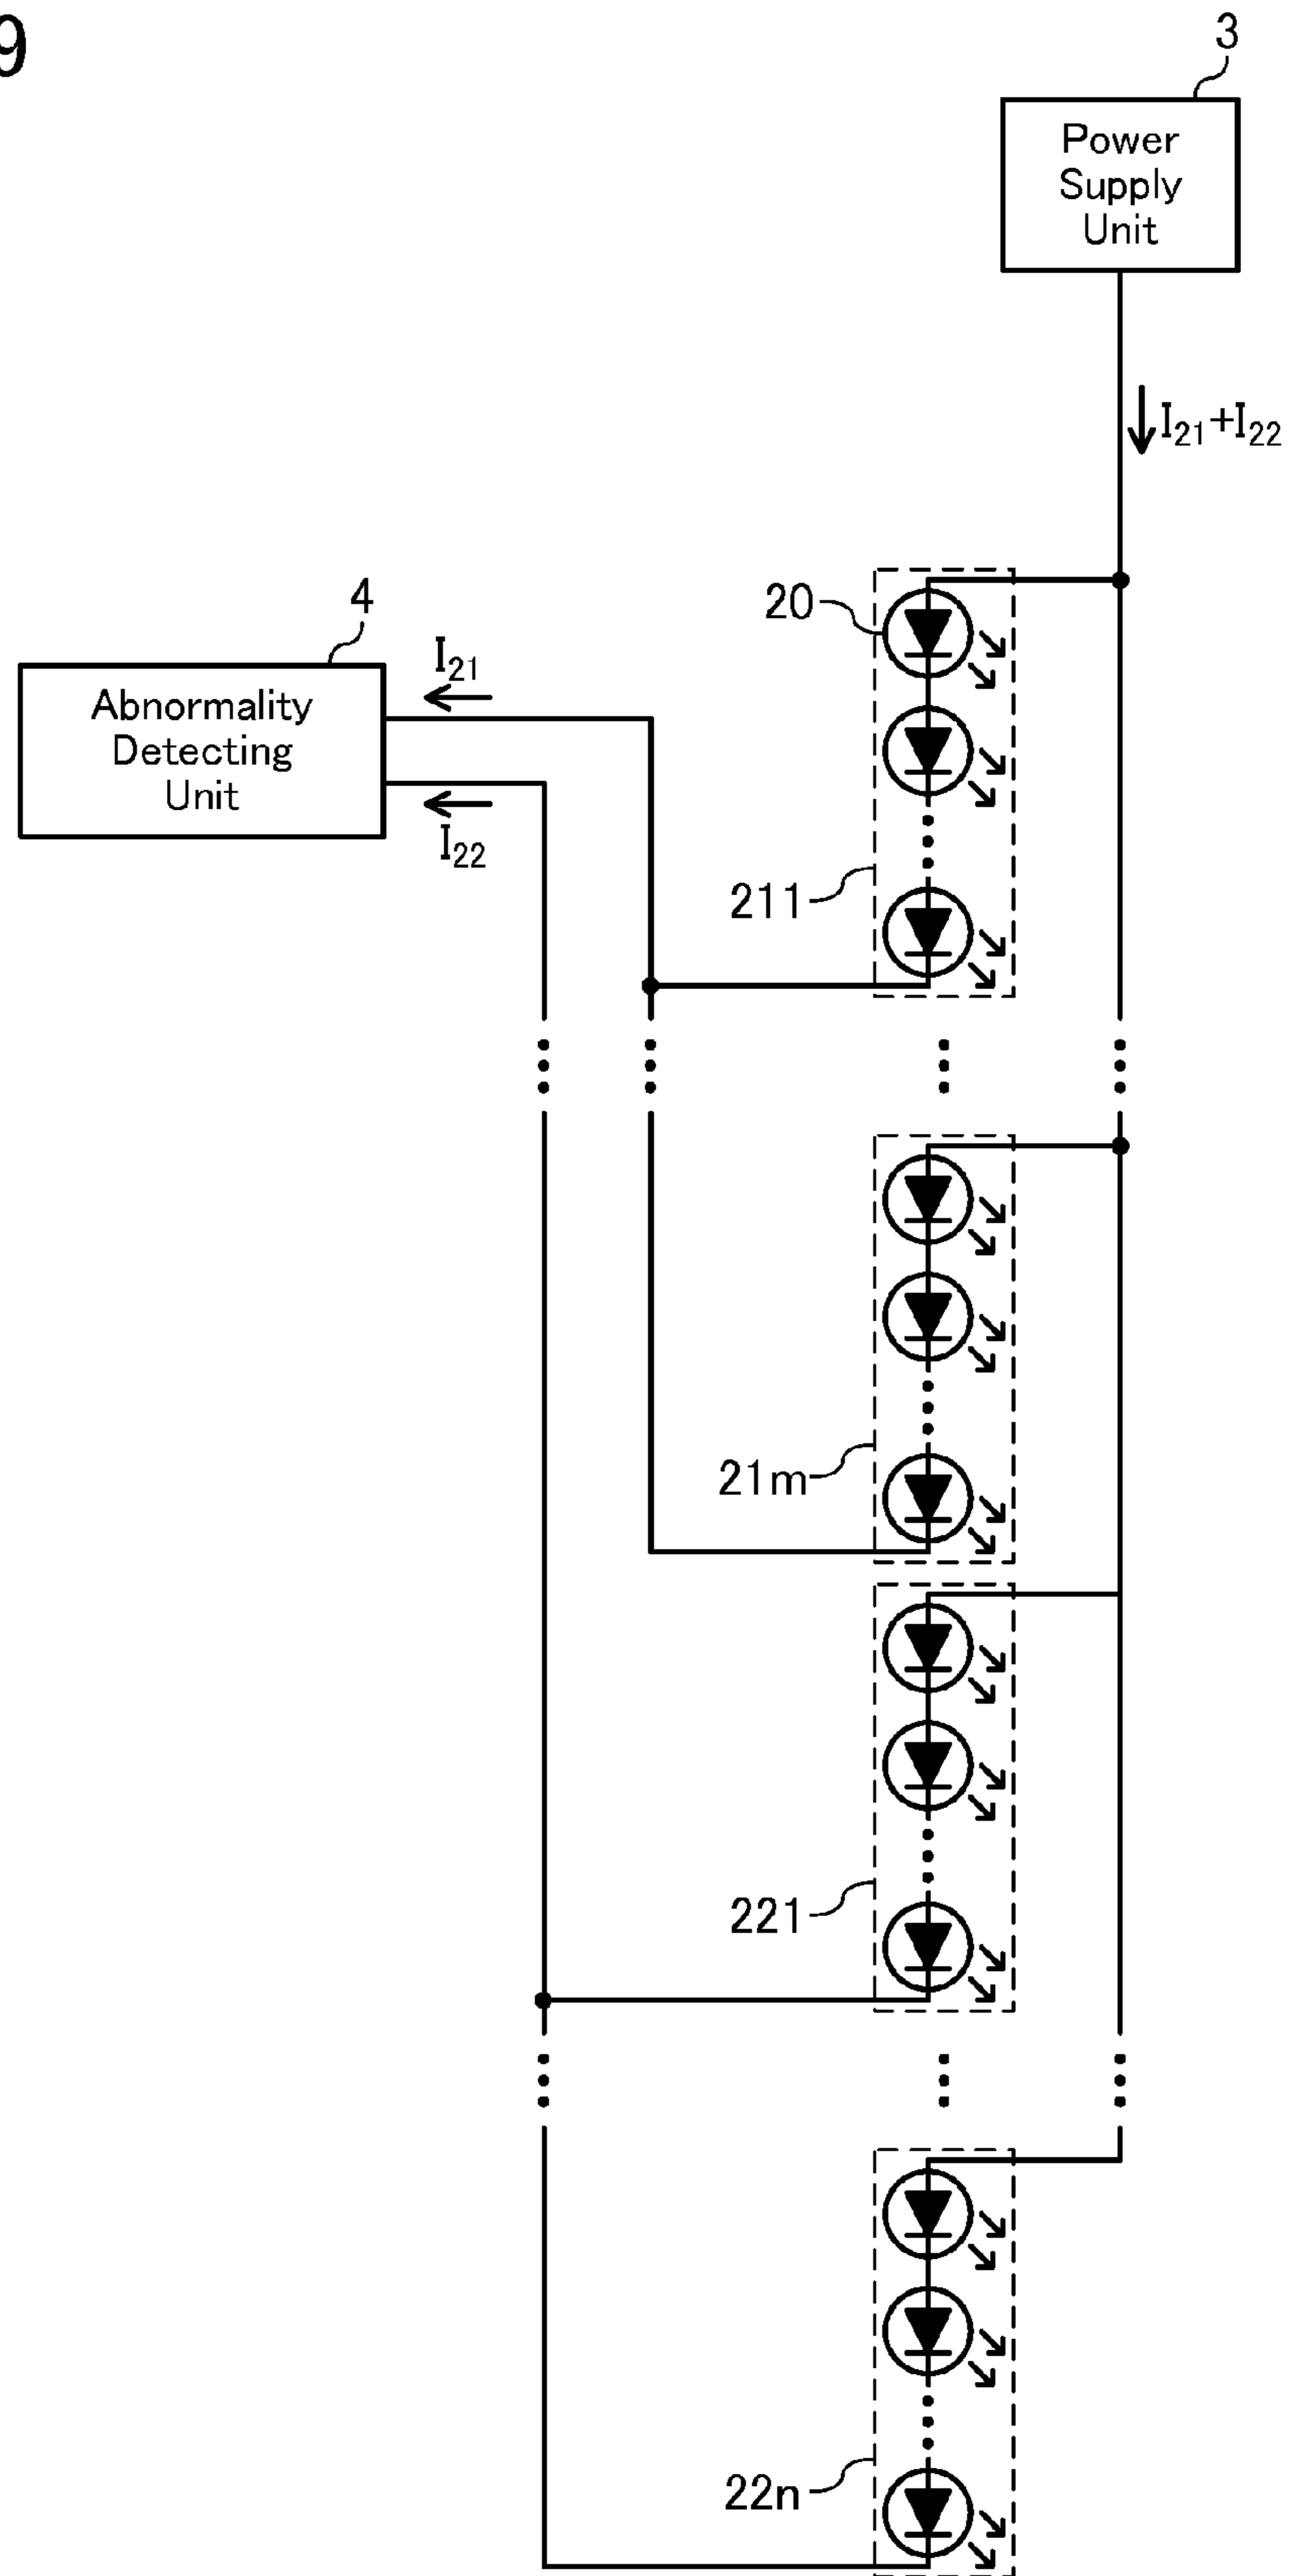 9
3
Power
Supply
Unit
I21+I22
20
4
I21
Abnormality
Detecting
Unit
I22
211
21m
221
22n